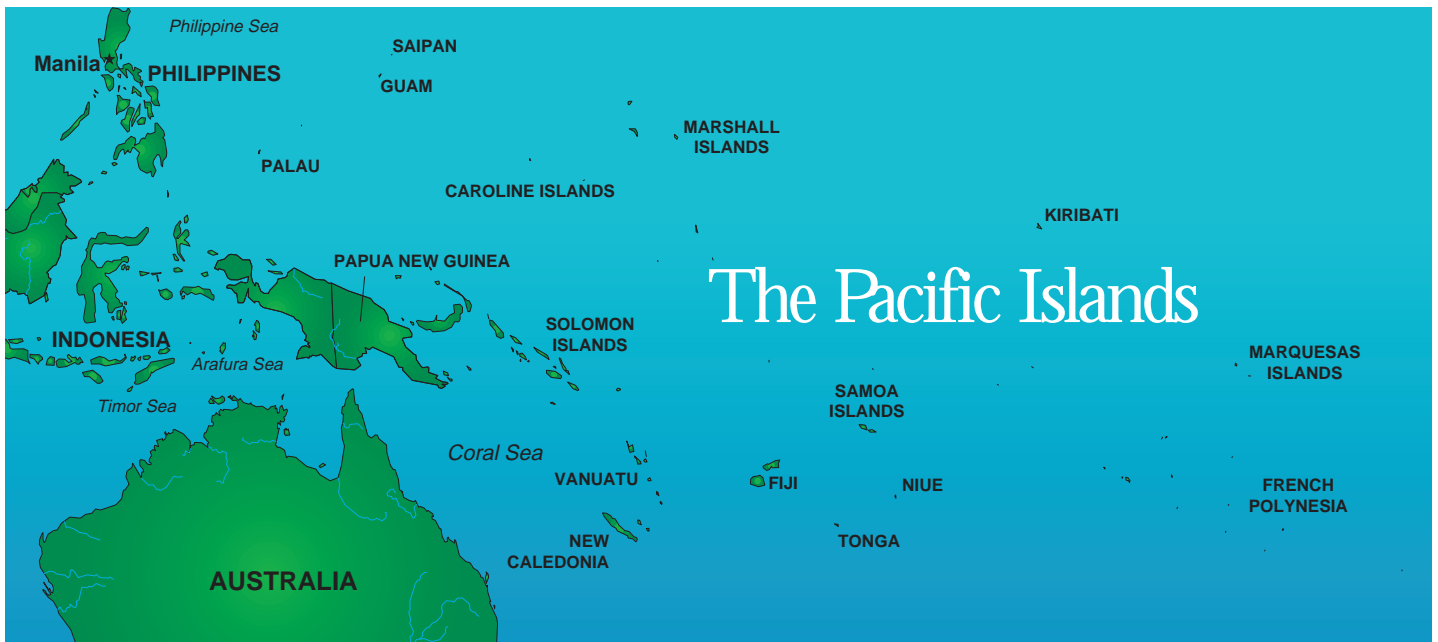 Philippine Sea
SAIPAN
Manila
PHILIPPINES
GUAM
MARSHALL
ISLANDS
PALAU
CAROLINE ISLANDS
KIRIBATI
PAPUA NEW GUINEA
The Pacific Islands
SOLOMON
ISLANDS
INDONESIA
Arafura Sea
MARQUESAS
ISLANDS
SAMOA
ISLANDS
Timor Sea
Coral Sea
VANUATU
FIJI
NIUE
FRENCH
POLYNESIA
NEW
CALEDONIA
TONGA
AUSTRALIA